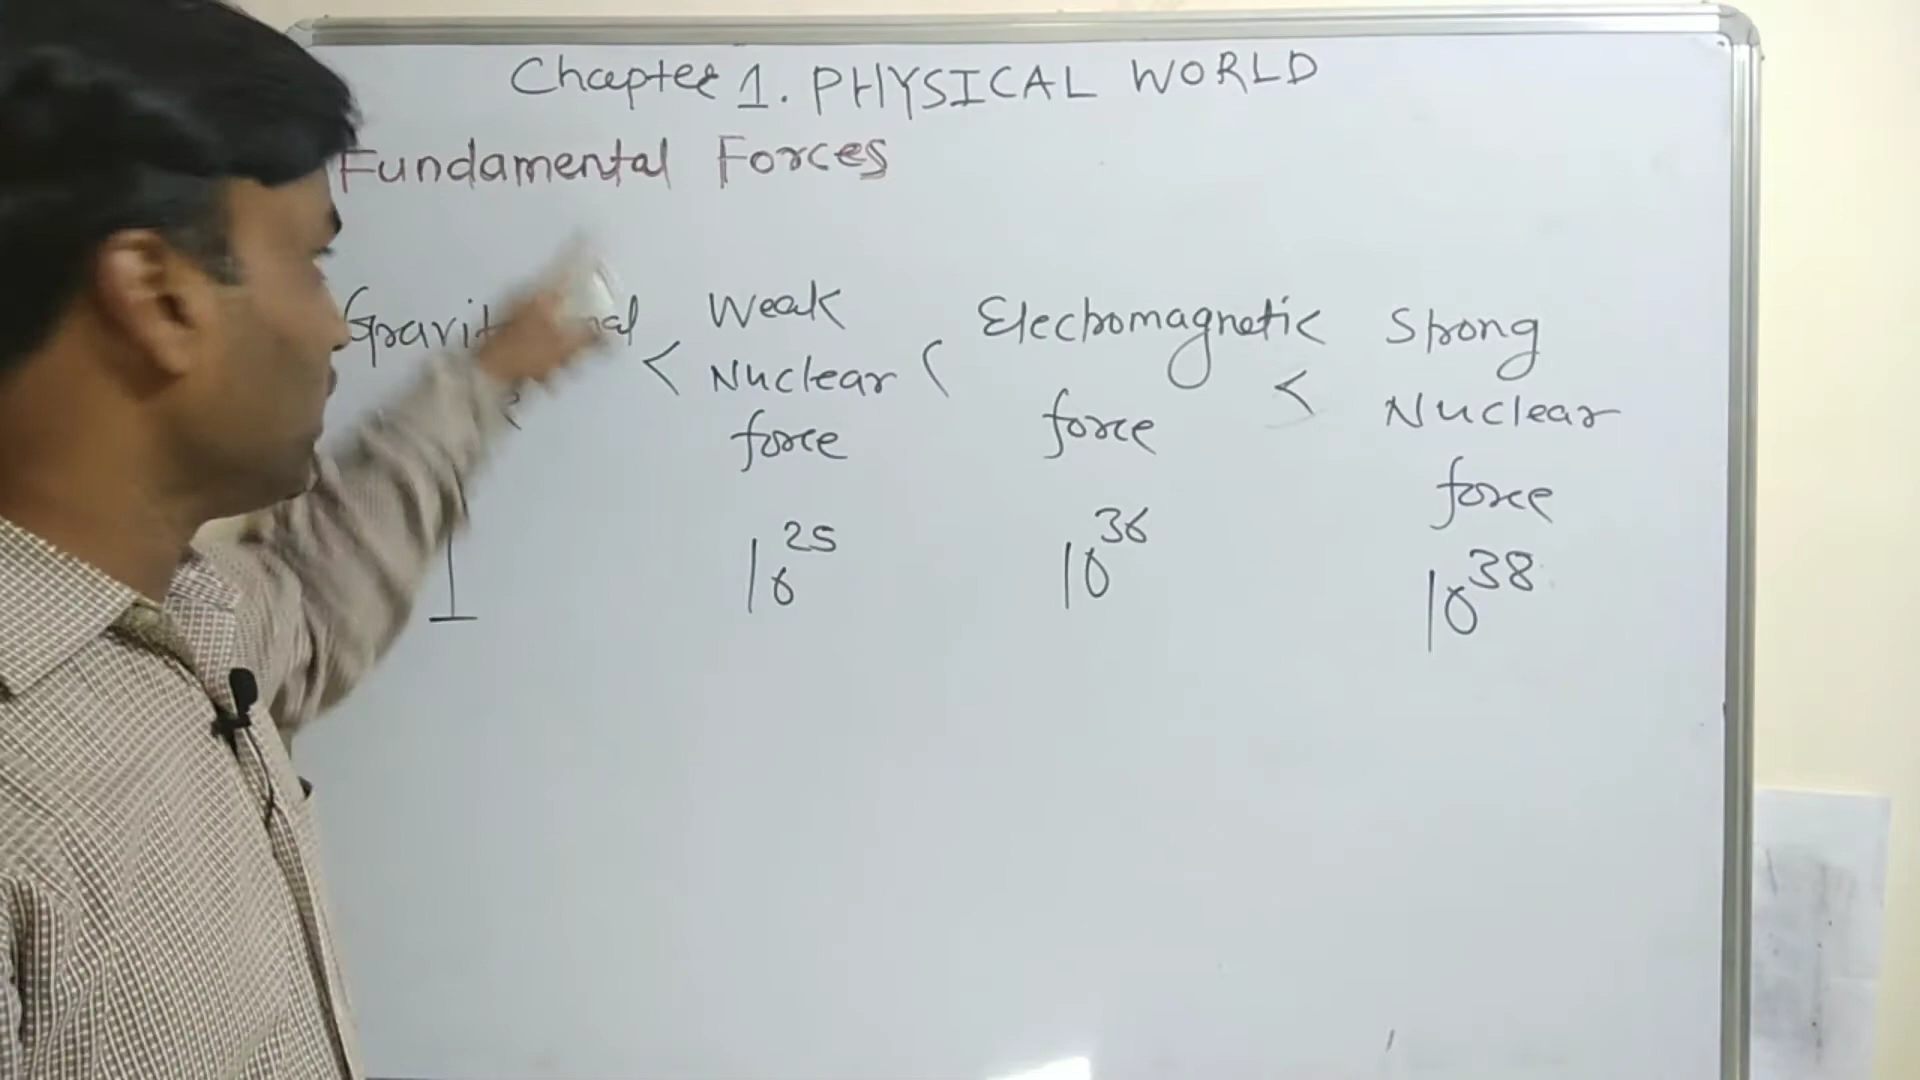 Chapter 1. PHYSICAL WORLD
Fundamental Forces
Weak Electromagnetic Strong
< Nuclear < < Nuclear
force force force
1 10^25 10^36 10^38